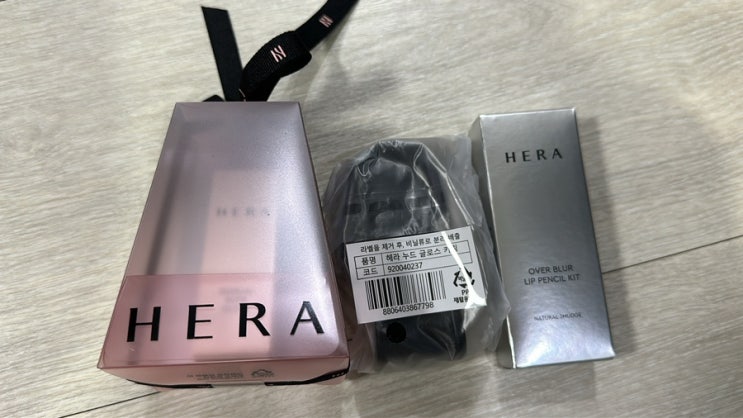 HERA
HERA
라벨을 제거 후, 비닐류로 분리배출
품명 헤라 누드 글로스 키링
코드 920040237
PP
8806403867798
HERA
OVER BLUR
LIP PENCIL KIT
NATURAL SMUDGE